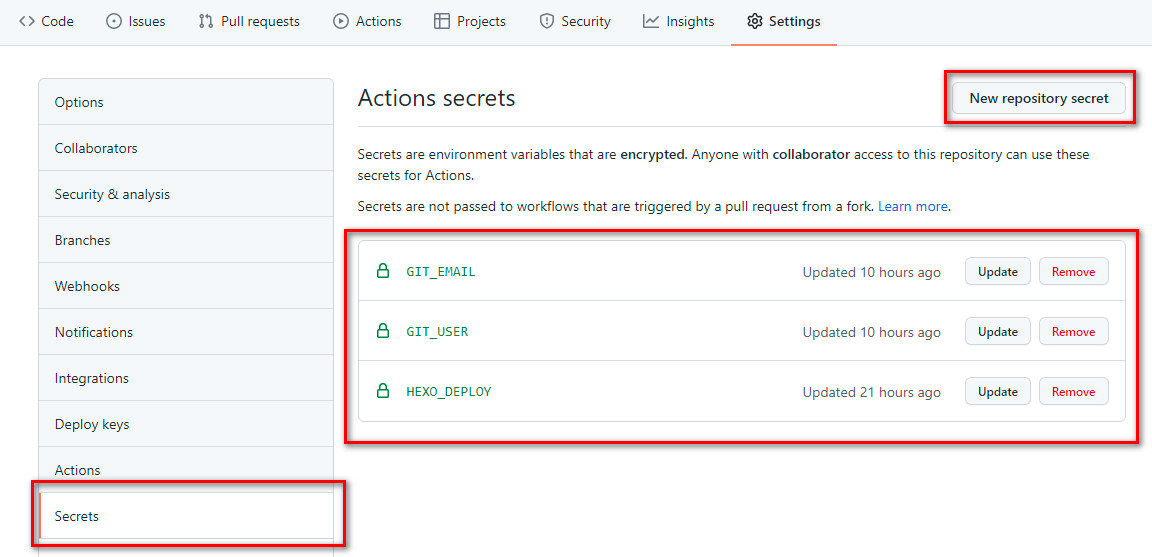 Code Issues Pull requests Actions Projects Security Insights Settings
Options
Collaborators
Security & analysis
Branches
Webhooks
Notifications
Integrations
Deploy keys
Actions
Secrets
Actions secrets
New repository secret
Secrets are environment variables that are encrypted. Anyone with collaborator access to this repository can use these
secrets for Actions.
Secrets are not passed to workflows that are triggered by a pull request from a fork. Learn more.
GIT_EMAIL Updated 10 hours ago Update Remove
GIT_USER Updated 10 hours ago Update Remove
HEXO_DEPLOY Updated 21 hours ago Update Remove